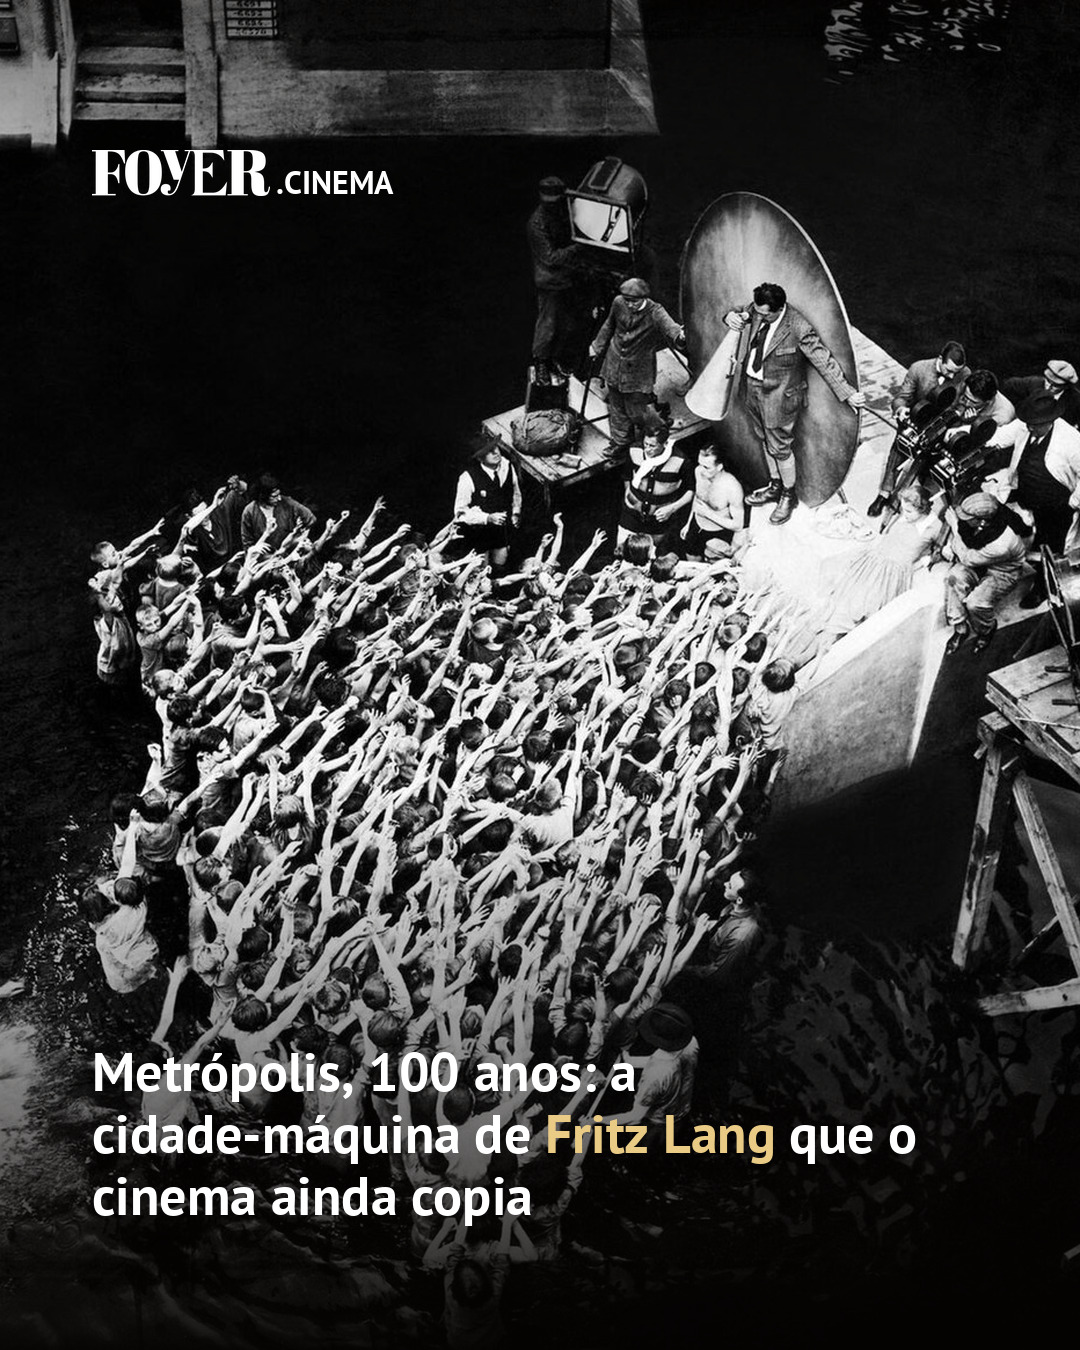 FOYER.CINEMA
Metrópolis, 100 anos: a
cidade-máquina de Fritz Lang que o
cinema ainda copia